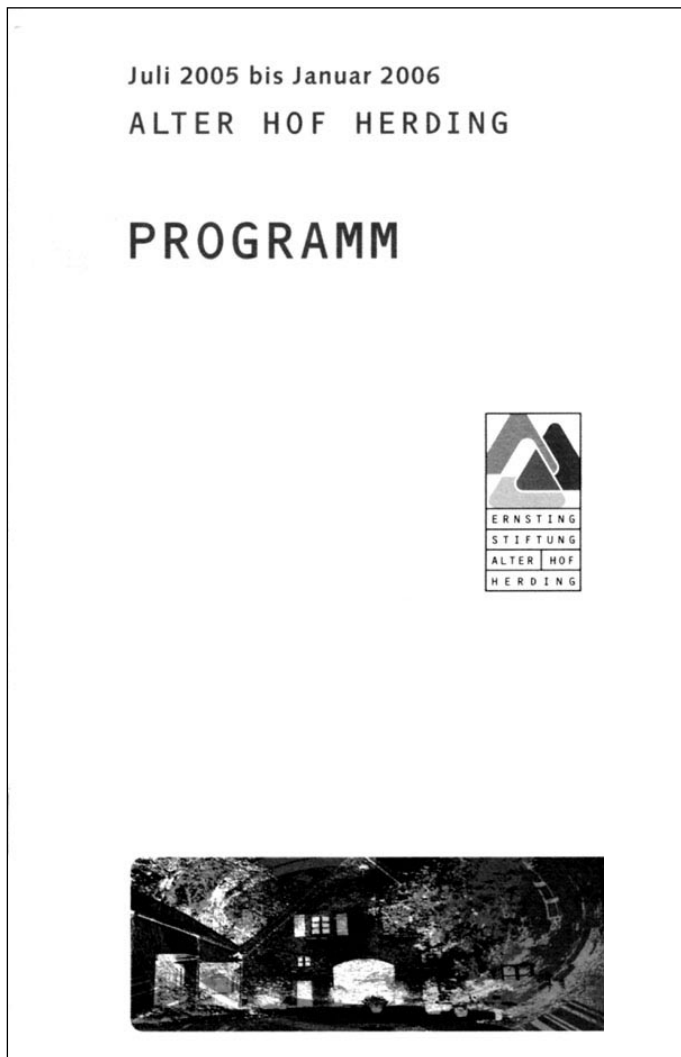 Juli 2005 bis Januar 2006
ALTER HOF HERDING
PROGRAMM
ERNSTING
STIFTUNG
ALTER HOF
HERDING